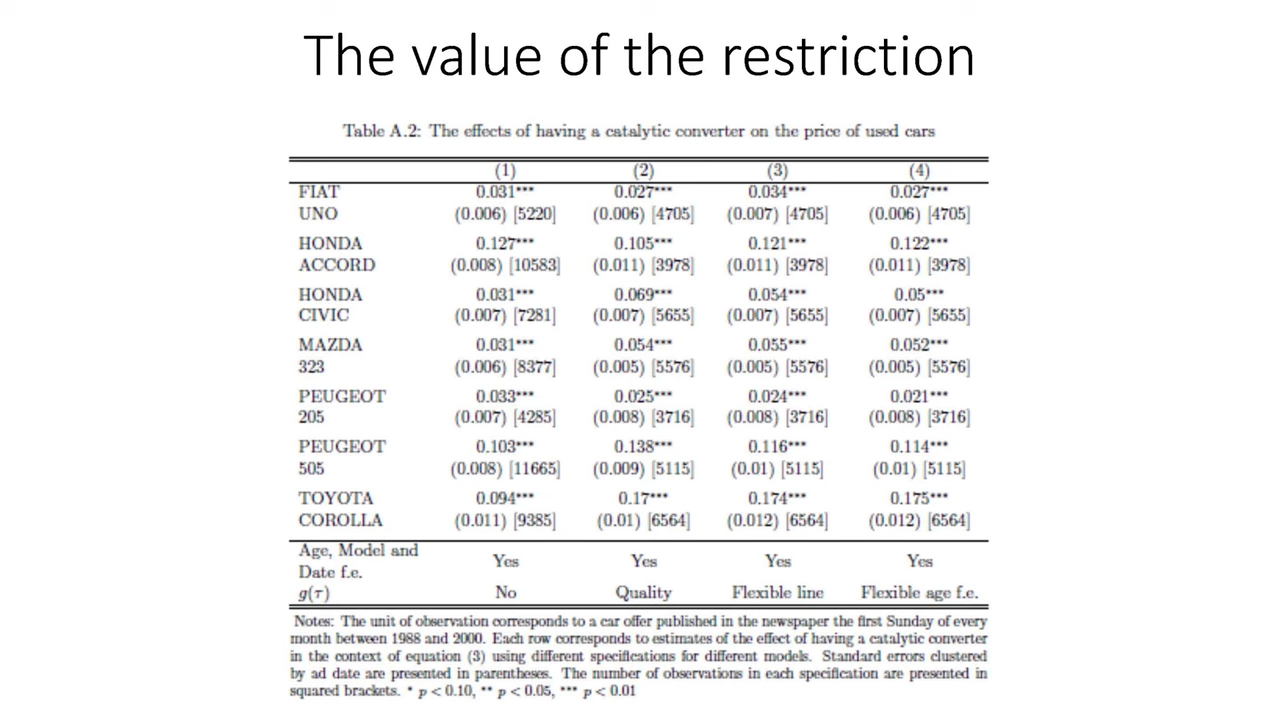 The value of the restriction
Table A.2: The effects of having a catalytic converter on the price of used cars
(1) (2) (3) (4)
FIAT 0.031*** 0.027*** 0.034*** 0.027***
UNO (0.006) [5220] (0.006) [4705] (0.007) [4705] (0.006) [4705]
HONDA 0.127*** 0.105*** 0.121*** 0.122***
ACCORD (0.008) [10583] (0.011) [3978] (0.011) [3978] (0.011) [3978]
HONDA 0.031*** 0.069*** 0.054*** 0.05***
CIVIC (0.007) [7281] (0.007) [5655] (0.007) [5655] (0.007) [5655]
MAZDA 0.031*** 0.054*** 0.055*** 0.052***
323 (0.006) [8377] (0.005) [5576] (0.005) [5576] (0.005) [5576]
PEUGEOT 0.033*** 0.025*** 0.024*** 0.021***
205 (0.007) [4285] (0.008) [3716] (0.008) [3716] (0.008) [3716]
PEUGEOT 0.103*** 0.138*** 0.116*** 0.114***
505 (0.008) [11665] (0.009) [5115] (0.01) [5115] (0.01) [5115]
TOYOTA 0.094*** 0.17*** 0.174*** 0.175***
COROLLA (0.011) [9385] (0.01) [6564] (0.012) [6564] (0.012) [6564]
Age, Model and
Date f.e. Yes Yes Yes Yes
g(τ) No Quality Flexible line Flexible age f.e.
Notes: The unit of observation corresponds to a car offer published in the newspaper the first Sunday of every
month between 1988 and 2000. Each row corresponds to estimates of the effect of having a catalytic converter
in the context of equation (3) using different specifications for different models. Standard errors clustered
by ad date are presented in parentheses. The number of observations in each specification are presented in
squared brackets. * p < 0.10, ** p < 0.05, *** p < 0.01